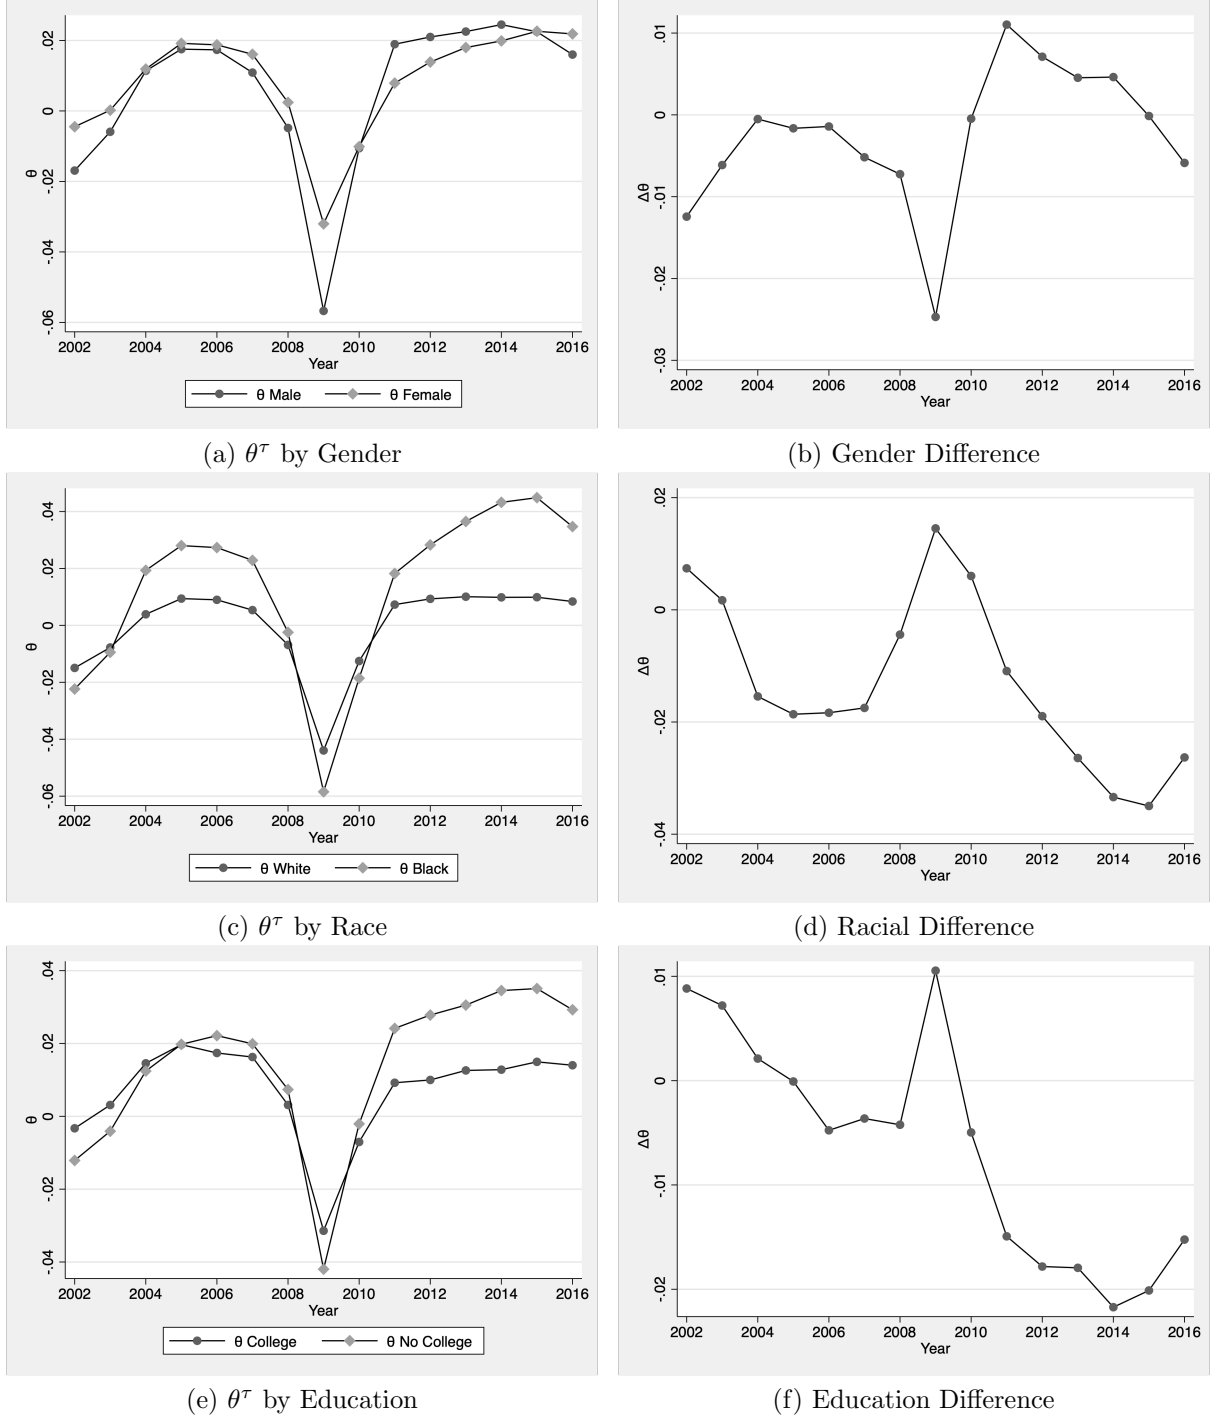 .02
0
-.02
-.04
-.06
θ
2002 2004 2006 2008 2010 2012 2014 2016
Year
θ Male θ Female
(a) θ^τ by Gender
.01
0
-.01
-.02
-.03
Δθ
2002 2004 2006 2008 2010 2012 2014 2016
Year
(b) Gender Difference
.04
.02
0
-.02
-.04
-.06
θ
2002 2004 2006 2008 2010 2012 2014 2016
Year
θ White θ Black
(c) θ^τ by Race
.02
0
-.02
-.04
Δθ
2002 2004 2006 2008 2010 2012 2014 2016
Year
(d) Racial Difference
.04
.02
0
-.02
-.04
θ
2002 2004 2006 2008 2010 2012 2014 2016
Year
θ College θ No College
(e) θ^τ by Education
.01
0
-.01
-.02
Δθ
2002 2004 2006 2008 2010 2012 2014 2016
Year
(f) Education Difference